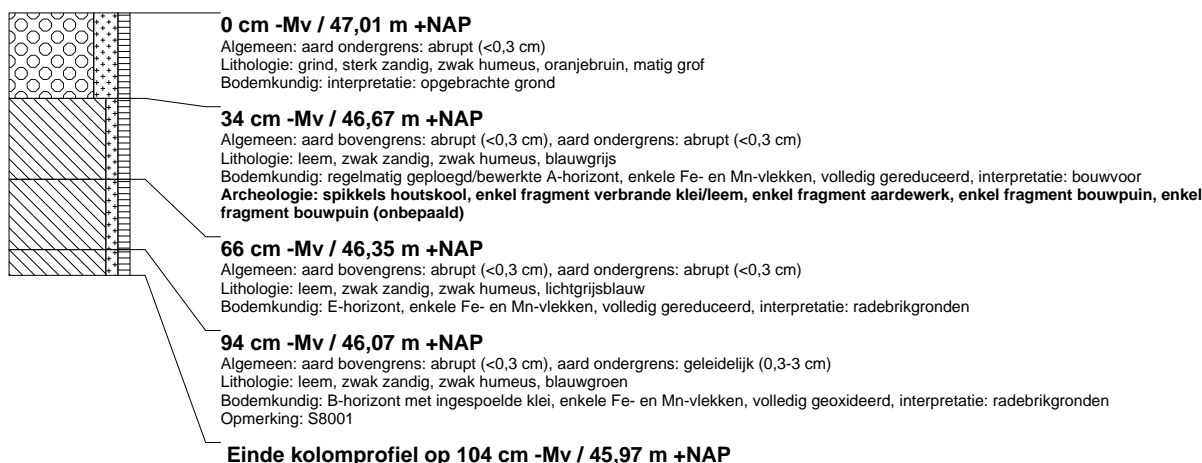 0 cm -Mv / 47,01 m +NAP
Algemeen: aard ondergrens: abrupt (<0,3 cm)
Lithologie: grind, sterk zandig, zwak humeus, oranjebruin, matig grof
Bodemkundig: interpretatie: opgebrachte grond
34 cm -Mv / 46,67 m +NAP
Algemeen: aard bovengrens: abrupt (<0,3 cm), aard ondergrens: abrupt (<0,3 cm)
Lithologie: leem, zwak zandig, zwak humeus, blauwgrijs
Bodemkundig: regelmatig geploegd/bewerkte A-horizont, enkele Fe- en Mn-vlekken, volledig gereduceerd, interpretatie: bouwvoor
Archeologie: spikkels houtskool, enkel fragment verbrande klei/leem, enkel fragment aardewerk, enkel fragment bouwpuin, enkel
fragment bouwpuin (onbepaald)
66 cm -Mv / 46,35 m +NAP
Algemeen: aard bovengrens: abrupt (<0,3 cm), aard ondergrens: abrupt (<0,3 cm)
Lithologie: leem, zwak zandig, zwak humeus, lichtgrijsblauw
Bodemkundig: E-horizont, enkele Fe- en Mn-vlekken, volledig gereduceerd, interpretatie: radebrikgronden
94 cm -Mv / 46,07 m +NAP
Algemeen: aard bovengrens: abrupt (<0,3 cm), aard ondergrens: geleidelijk (0,3-3 cm)
Lithologie: leem, zwak zandig, zwak humeus, blauwgroen
Bodemkundig: B-horizont met ingespoelde klei, enkele Fe- en Mn-vlekken, volledig geoxideerd, interpretatie: radebrikgronden
Opmerking: S8001
Einde kolomprofiel op 104 cm -Mv / 45,97 m +NAP